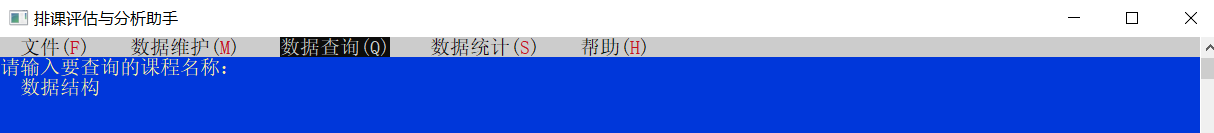 排课评估与分析助手
文件(F) 数据维护(M) 数据查询(Q) 数据统计(S) 帮助(H)
请输入要查询的课程名称:
数据结构